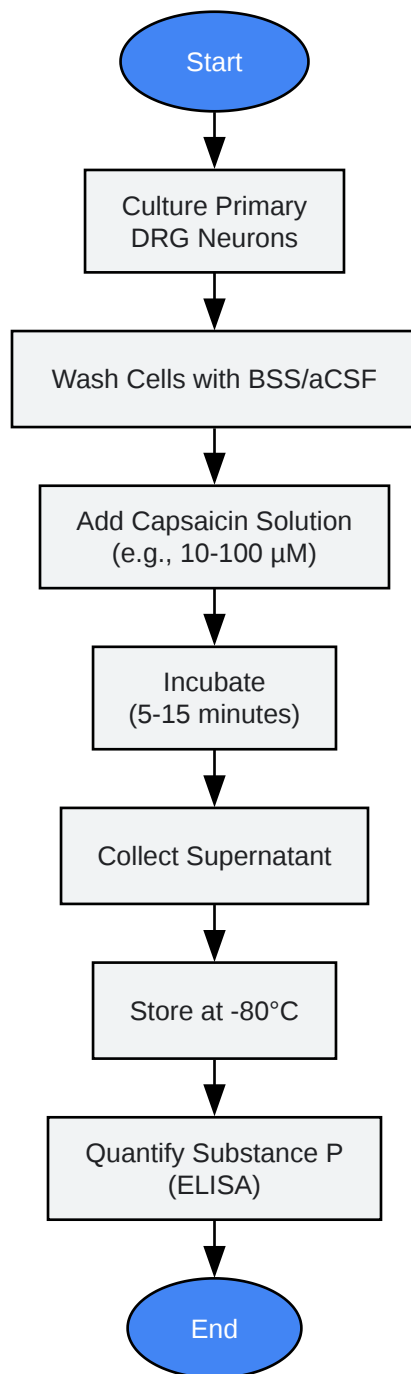 Start
Culture Primary
DRG Neurons
Wash Cells with BSS/aCSF
Add Capsaicin Solution
(e.g., 10-100 µM)
Incubate
(5-15 minutes)
Collect Supernatant
Store at -80°C
Quantify Substance P
(ELISA)
End